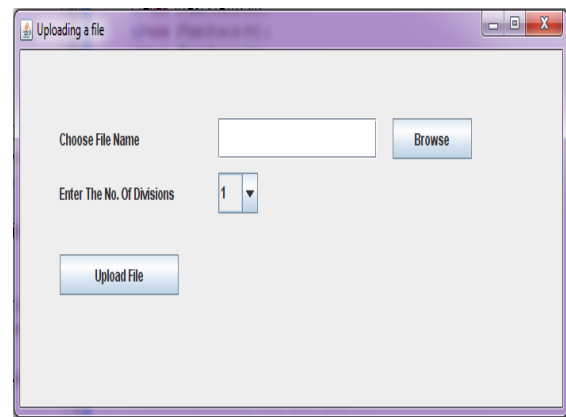 Uploading a file
Choose File Name
Browse
Enter The No. Of Divisions
1
Upload File